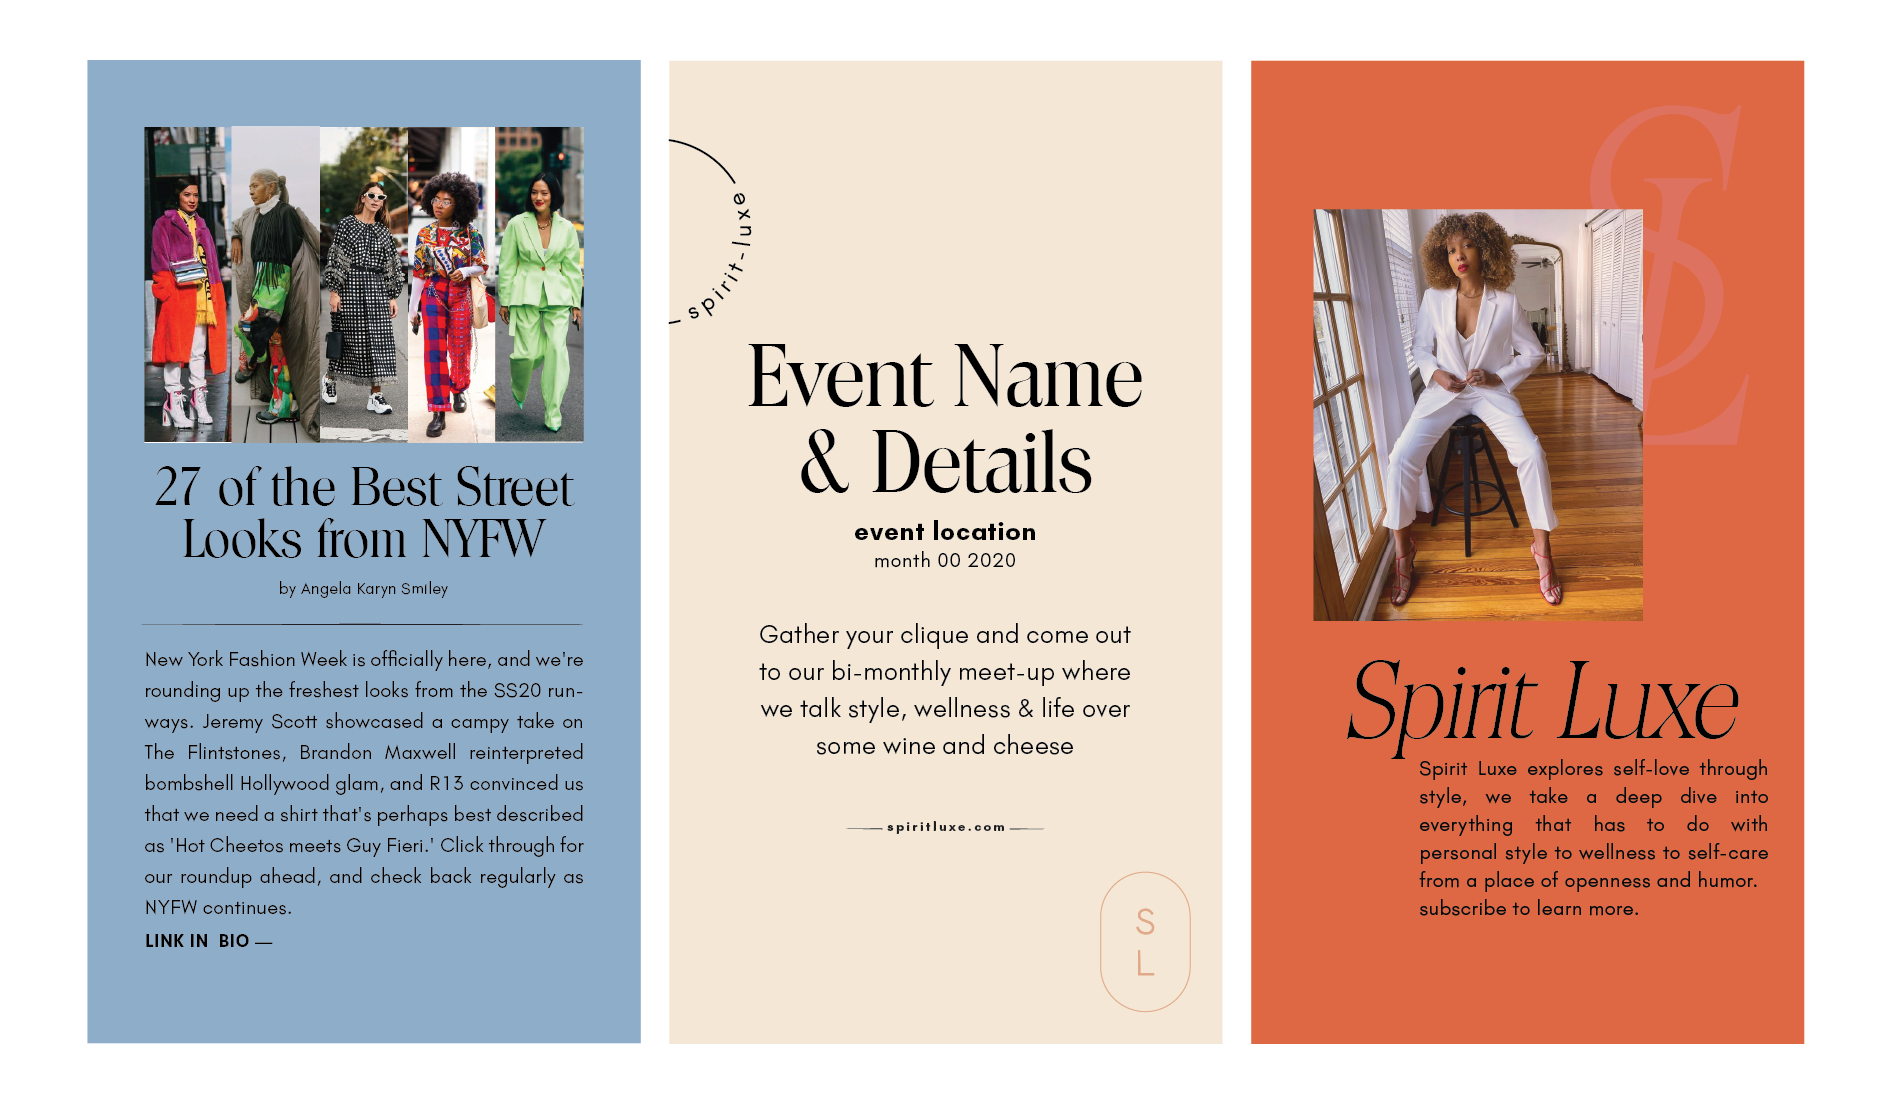 27 of the Best Street
Looks from NYFW
by Angela Karyn Smiley
New York Fashion Week is officially here, and we're
rounding up the freshest looks from the SS20 run-
ways. Jeremy Scott showcased a campy take on
The Flintstones, Brandon Maxwell reinterpreted
bombshell Hollywood glam, and R13 convinced us
that we need a shirt that's perhaps best described
as 'Hot Cheetos meets Guy Fieri.' Click through for
our roundup ahead, and check back regularly as
NYFW continues.
LINK IN BIO —
spirit-luxe
Event Name
& Details
event location
month 00 2020
Gather your clique and come out
to our bi-monthly meet-up where
we talk style, wellness & life over
some wine and cheese
spiritluxe.com
S
L
SL
Spirit Luxe
Spirit Luxe explores self-love through
style, we take a deep dive into
everything that has to do with
personal style to wellness to self-care
from a place of openness and humor.
subscribe to learn more.